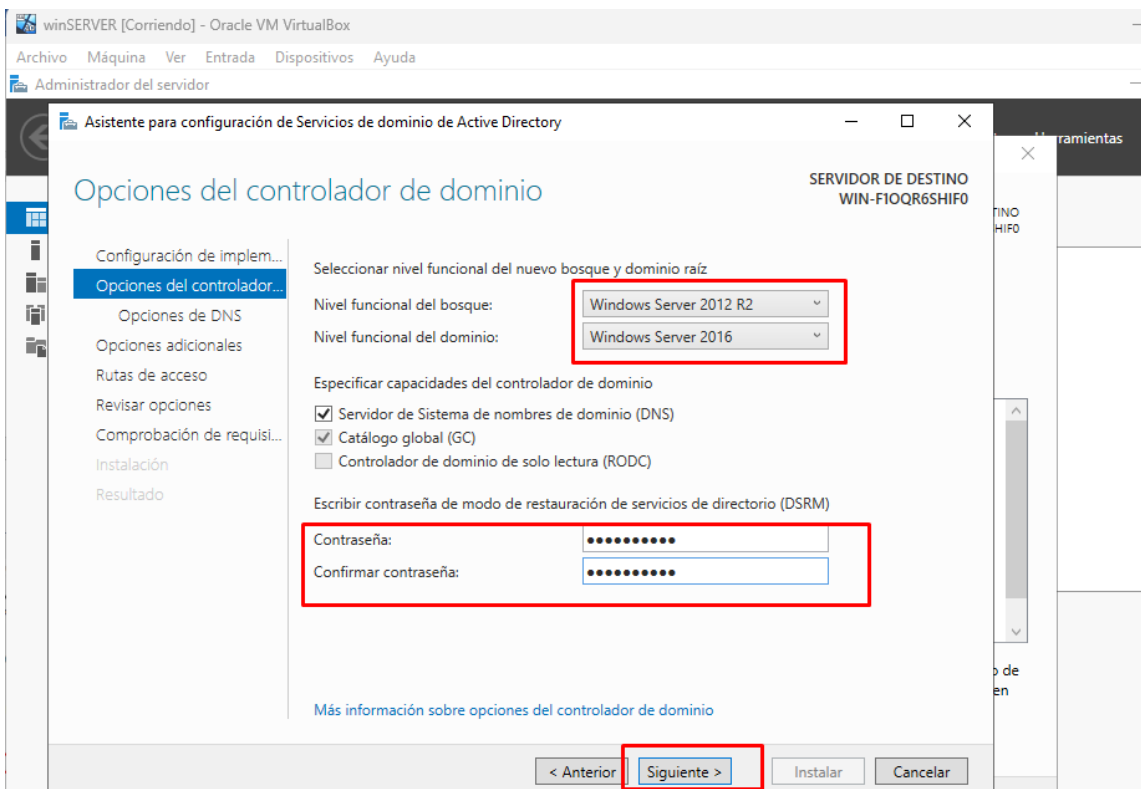 winSERVER [Corriendo] - Oracle VM VirtualBox
Archivo Máquina Ver Entrada Dispositivos Ayuda
Administrador del servidor
Asistente para configuración de Servicios de dominio de Active Directory
Opciones del controlador de dominio
SERVIDOR DE DESTINO
WIN-F1OQR6SHIF0
Configuración de implem...
Opciones del controlador...
Opciones de DNS
Opciones adicionales
Rutas de acceso
Revisar opciones
Comprobación de requisi...
Instalación
Resultado
Seleccionar nivel funcional del nuevo bosque y dominio raíz
Nivel funcional del bosque: Windows Server 2012 R2
Nivel funcional del dominio: Windows Server 2016
Especificar capacidades del controlador de dominio
Servidor de Sistema de nombres de dominio (DNS)
Catálogo global (GC)
Controlador de dominio de solo lectura (RODC)
Escribir contraseña de modo de restauración de servicios de directorio (DSRM)
Contraseña: ●●●●●●●●●●
Confirmar contraseña: ●●●●●●●●●●
Más información sobre opciones del controlador de dominio
< Anterior Siguiente > Instalar Cancelar
ramientas
TINO
HIF0
de
en